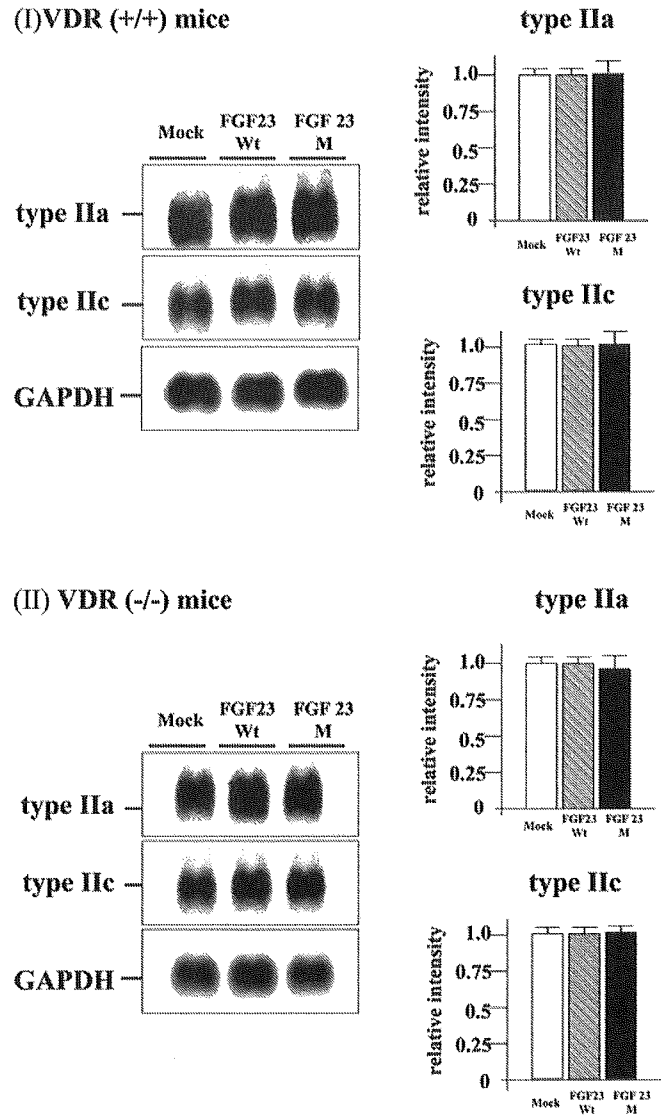 (I)VDR (+/+) mice
Mock
FGF23
Wt
FGF 23
M
type IIa
type IIc
GAPDH
type IIa
relative intensity
1.0
0.75
0.5
0.25
0
Mock
FGF23
Wt
FGF 23
M
type IIc
relative intensity
1.0
0.75
0.5
0.25
0
Mock
FGF23
Wt
FGF 23
M
(II) VDR (-/-) mice
Mock
FGF23
Wt
FGF 23
M
type IIa
type IIc
GAPDH
type IIa
relative intensity
1.0
0.75
0.5
0.25
0
Mock
FGF23
Wt
FGF 23
M
type IIc
relative intensity
1.0
0.75
0.5
0.25
0
Mock
FGF23
Wt
FGF 23
M